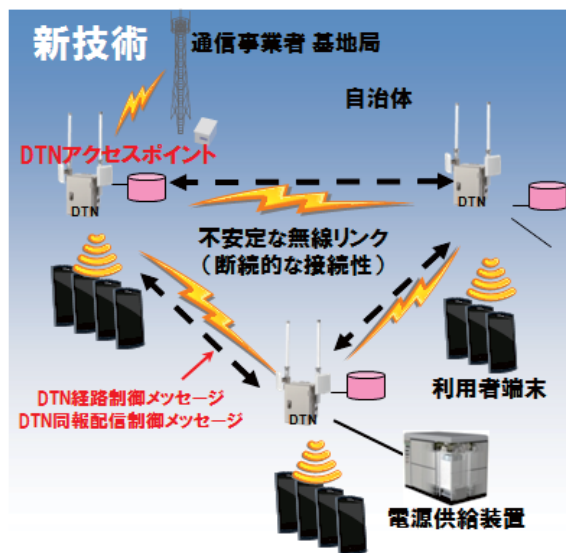 新技術
通信事業者 基地局
自治体
DTNアクセスポイント
DTN
DTN
不安定な無線リンク
（断続的な接続性）
DTN経路制御メッセージ
DTN同報配信制御メッセージ
利用者端末
DTN
電源供給装置